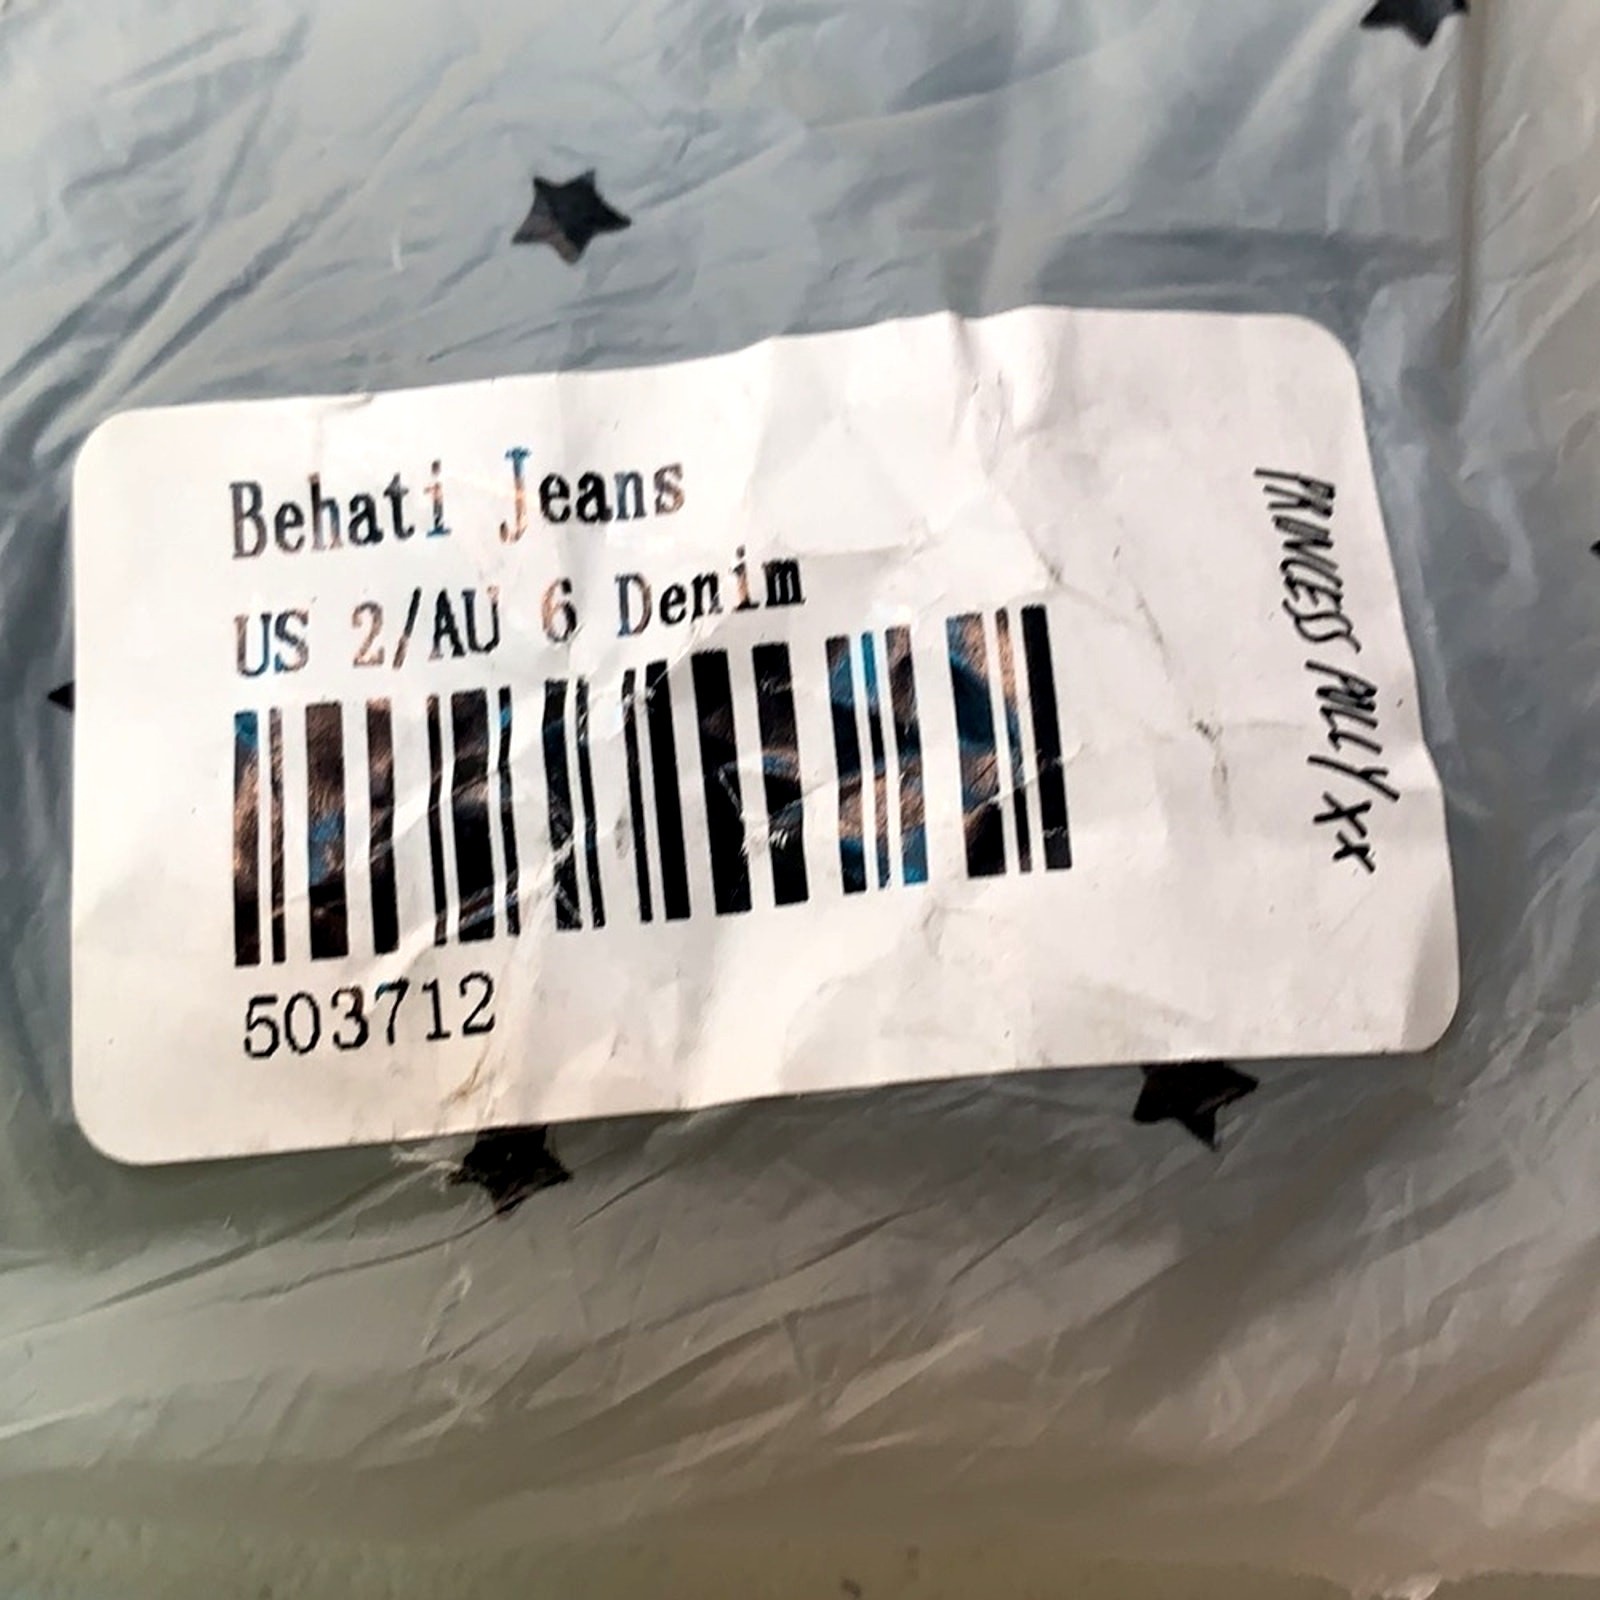 Behati Jeans
US 2/AU 6 Denim
503712
PRINCESS POLLY XX